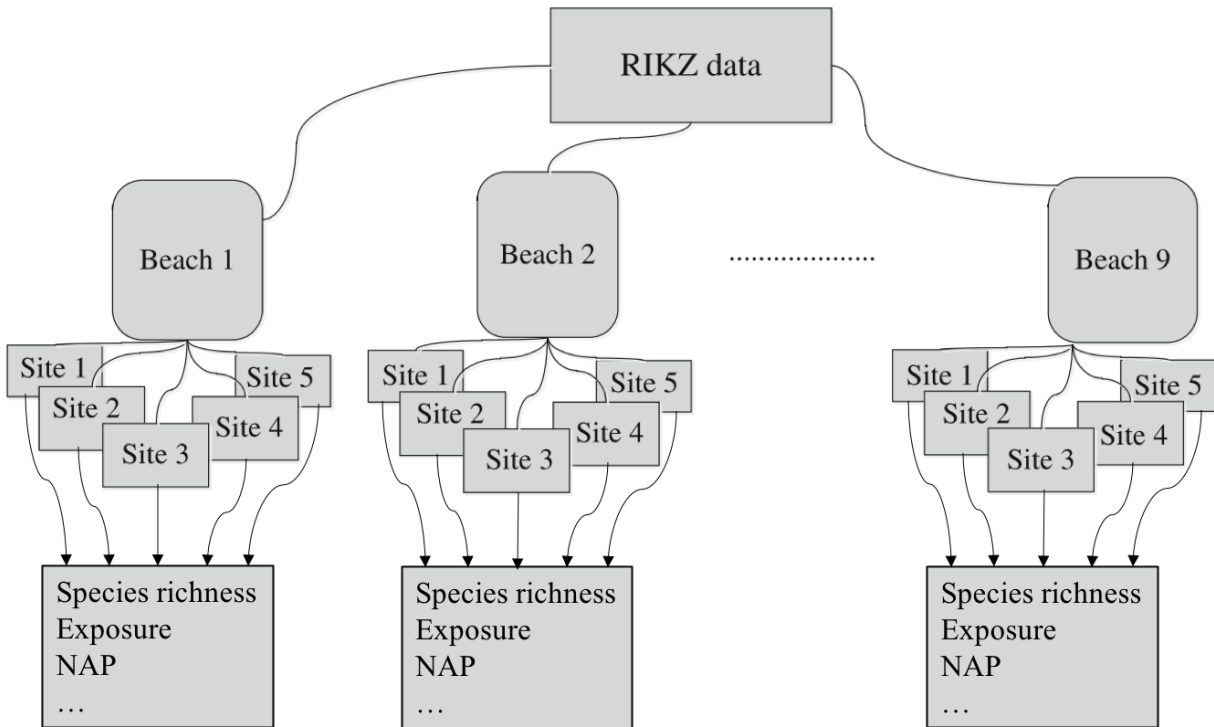 RIKZ data
Beach 1
Beach 2
....................
Beach 9
Site 1
Site 2
Site 3
Site 4
Site 5
Site 1
Site 2
Site 3
Site 4
Site 5
Site 1
Site 2
Site 3
Site 4
Site 5
Species richness
Exposure
NAP
…
Species richness
Exposure
NAP
…
Species richness
Exposure
NAP
…